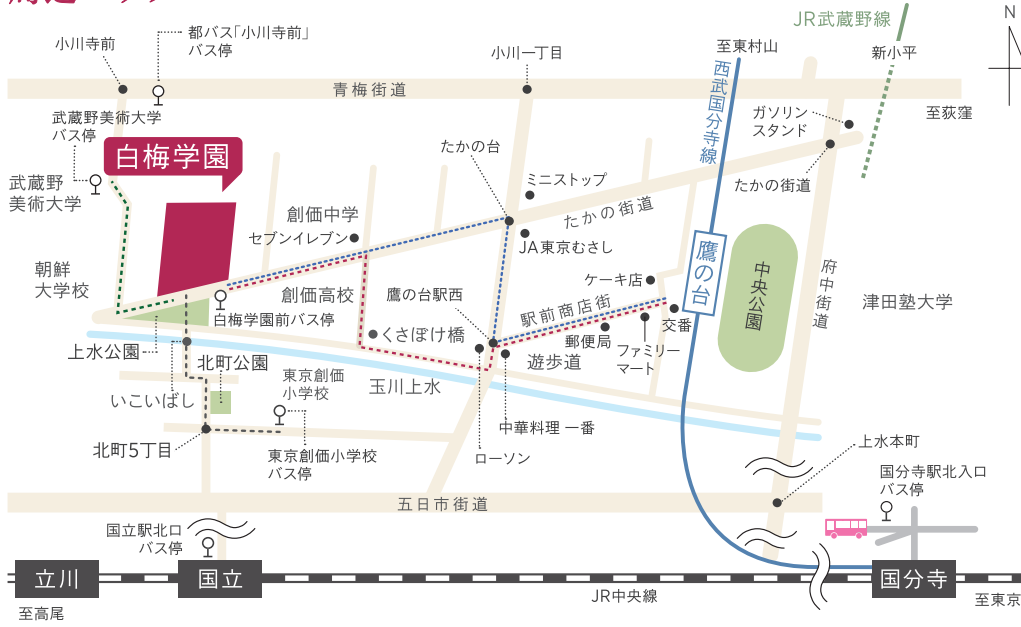 JR武蔵野線
N
小川寺前
都バス「小川寺前」
バス停
小川一丁目
至東村山
新小平
青梅街道
西武国分寺線
至荻窪
武蔵野美術大学
バス停
ガソリン
スタンド
白梅学園
たかの台
武蔵野
美術大学
ミニストップ
たかの街道
たかの街道
創価中学
セブンイレブン
JA東京むさし
鷹の台
中央公園
府中街道
朝鮮
大学校
創価高校
鷹の台駅西
ケーキ店
駅前商店街
津田塾大学
白梅学園前バス停
くさぼけ橋
郵便局
交番
上水公園
北町公園
遊歩道
ファミリー
マート
東京創価
小学校
玉川上水
いこいばし
中華料理 一番
北町5丁目
東京創価小学校
バス停
ローソン
上水本町
国分寺駅北入口
バス停
五日市街道
国立駅北口
バス停
立川
国立
国分寺
JR中央線
至高尾
至東京